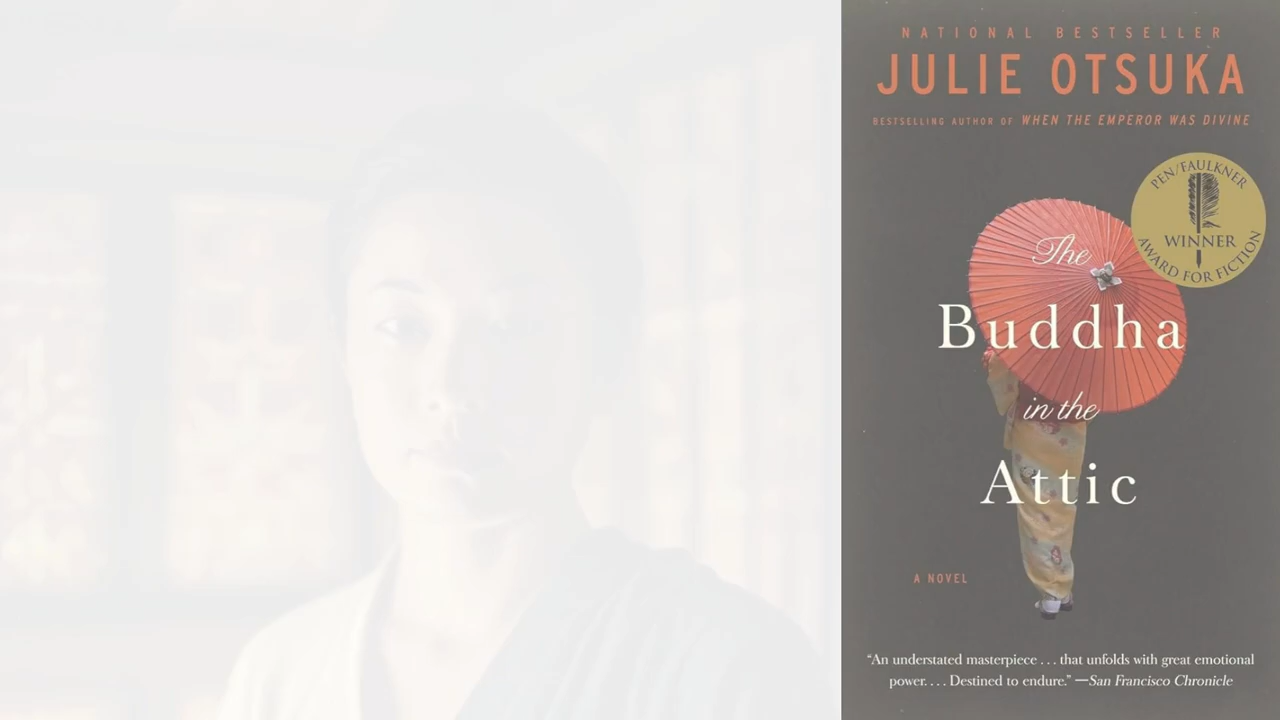 NATIONAL BESTSELLER
JULIE OTSUKA
BESTSELLING AUTHOR OF WHEN THE EMPEROR WAS DIVINE
PEN/FAULKNER
WINNER
AWARD FOR FICTION
The
Buddha
in the
Attic
A NOVEL
“An understated masterpiece . . . that unfolds with great emotional
power. . . . Destined to endure.” —San Francisco Chronicle